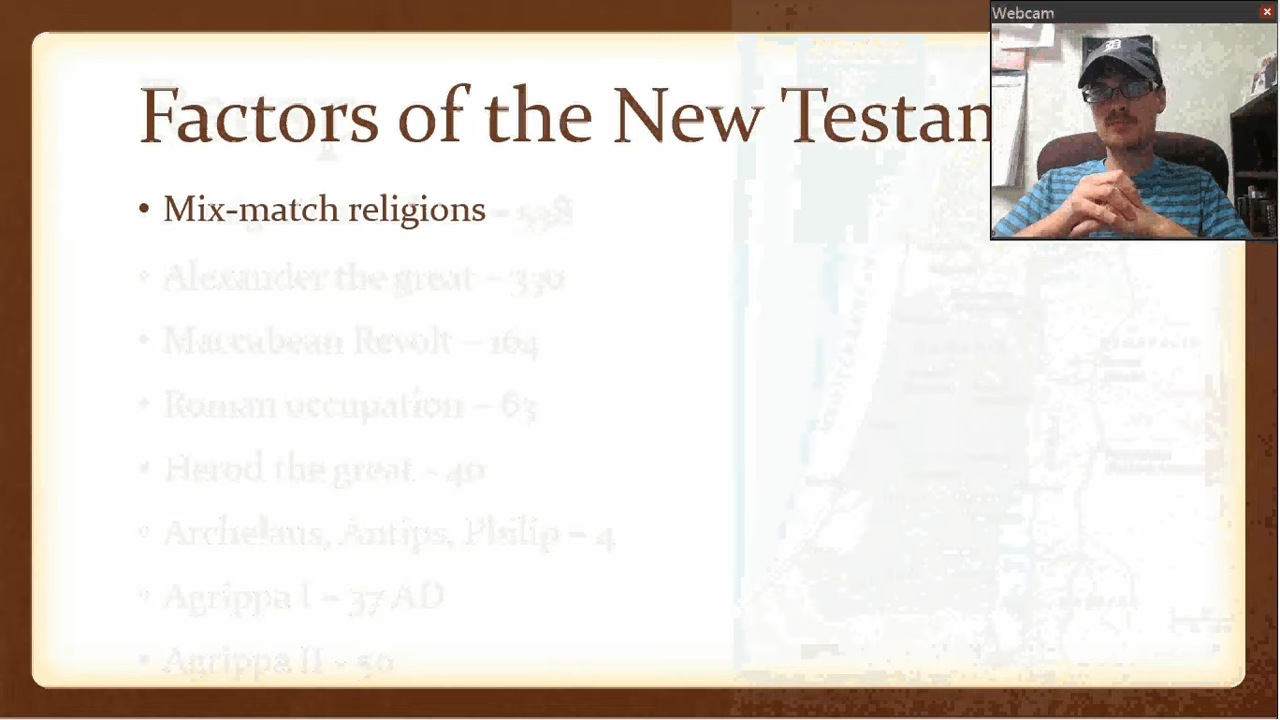 Webcam
Factors of the New Testan
• Mix-match religions
– 538
• Alexander the great – 330
• Maccabean Revolt – 164
• Roman occupation – 63
• Herod the great - 40
• Archelaus, Antips, Philip – 4
• Agrippa I – 37 AD
• Agrippa II - 50